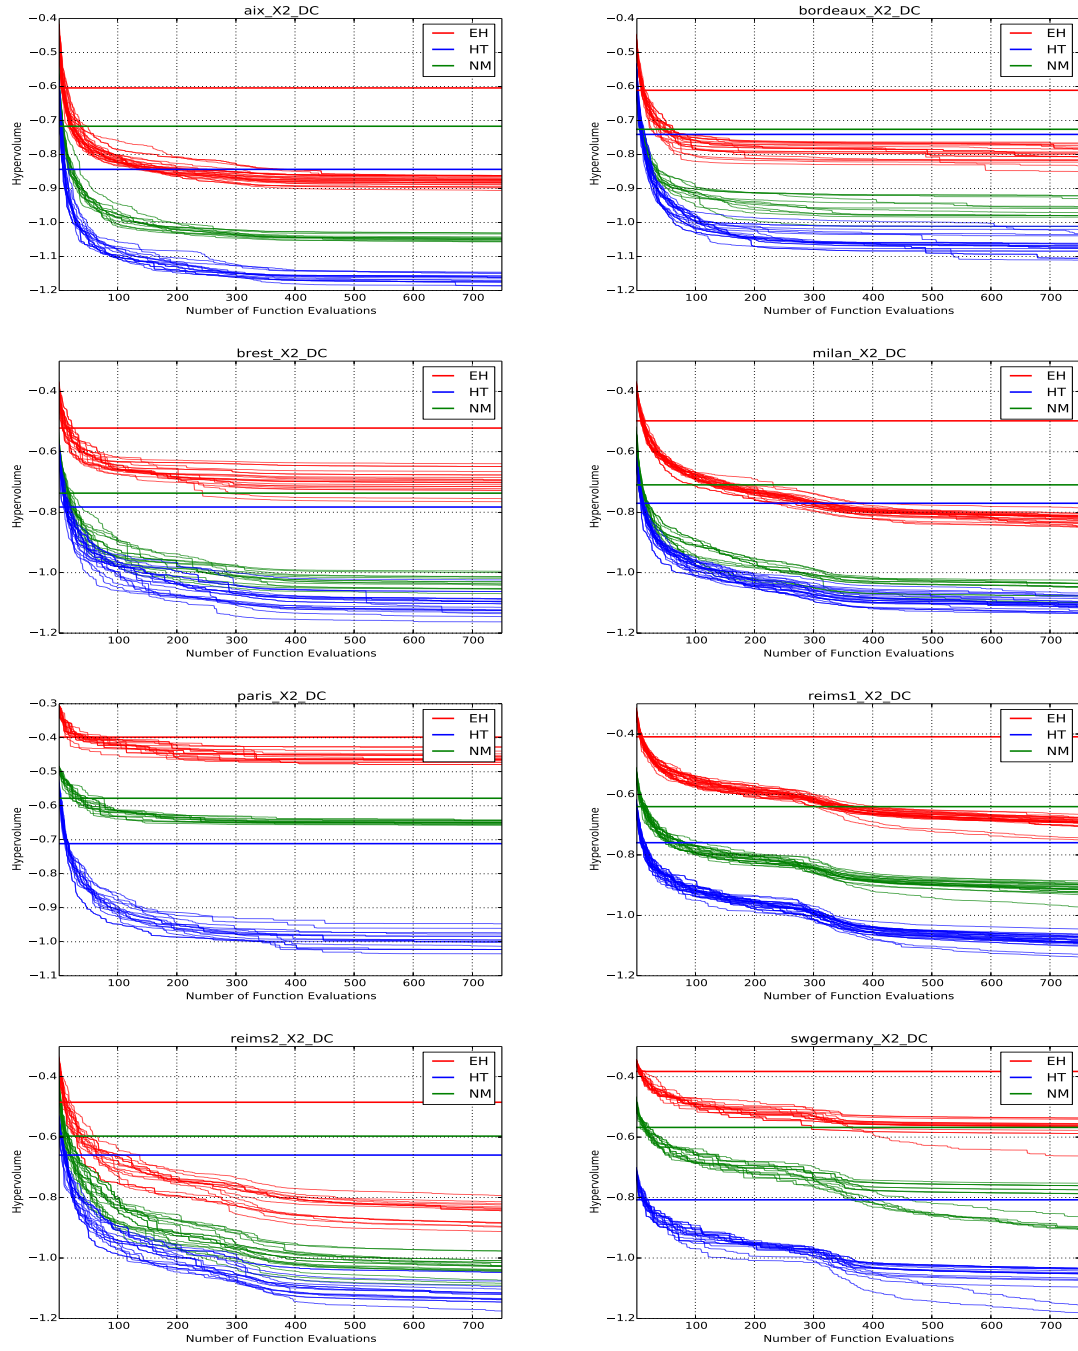 aix_X2_DC
−0.4
−0.5
−0.6
−0.7
−0.8
−0.9
−1.0
−1.1
−1.2
Hypervolume
100 200 300 400 500 600 700
Number of Function Evaluations
EH
HT
NM
bordeaux_X2_DC
−0.4
−0.5
−0.6
−0.7
−0.8
−0.9
−1.0
−1.1
−1.2
Hypervolume
100 200 300 400 500 600 700
Number of Function Evaluations
EH
HT
NM
brest_X2_DC
−0.4
−0.6
−0.8
−1.0
−1.2
Hypervolume
100 200 300 400 500 600 700
Number of Function Evaluations
EH
HT
NM
milan_X2_DC
−0.4
−0.6
−0.8
−1.0
−1.2
Hypervolume
100 200 300 400 500 600 700
Number of Function Evaluations
EH
HT
NM
paris_X2_DC
−0.3
−0.4
−0.5
−0.6
−0.7
−0.8
−0.9
−1.0
−1.1
Hypervolume
100 200 300 400 500 600 700
Number of Function Evaluations
EH
HT
NM
reims1_X2_DC
−0.4
−0.6
−0.8
−1.0
−1.2
Hypervolume
100 200 300 400 500 600 700
Number of Function Evaluations
EH
HT
NM
reims2_X2_DC
−0.4
−0.6
−0.8
−1.0
−1.2
Hypervolume
100 200 300 400 500 600 700
Number of Function Evaluations
EH
HT
NM
swgermany_X2_DC
−0.4
−0.6
−0.8
−1.0
−1.2
Hypervolume
100 200 300 400 500 600 700
Number of Function Evaluations
EH
HT
NM